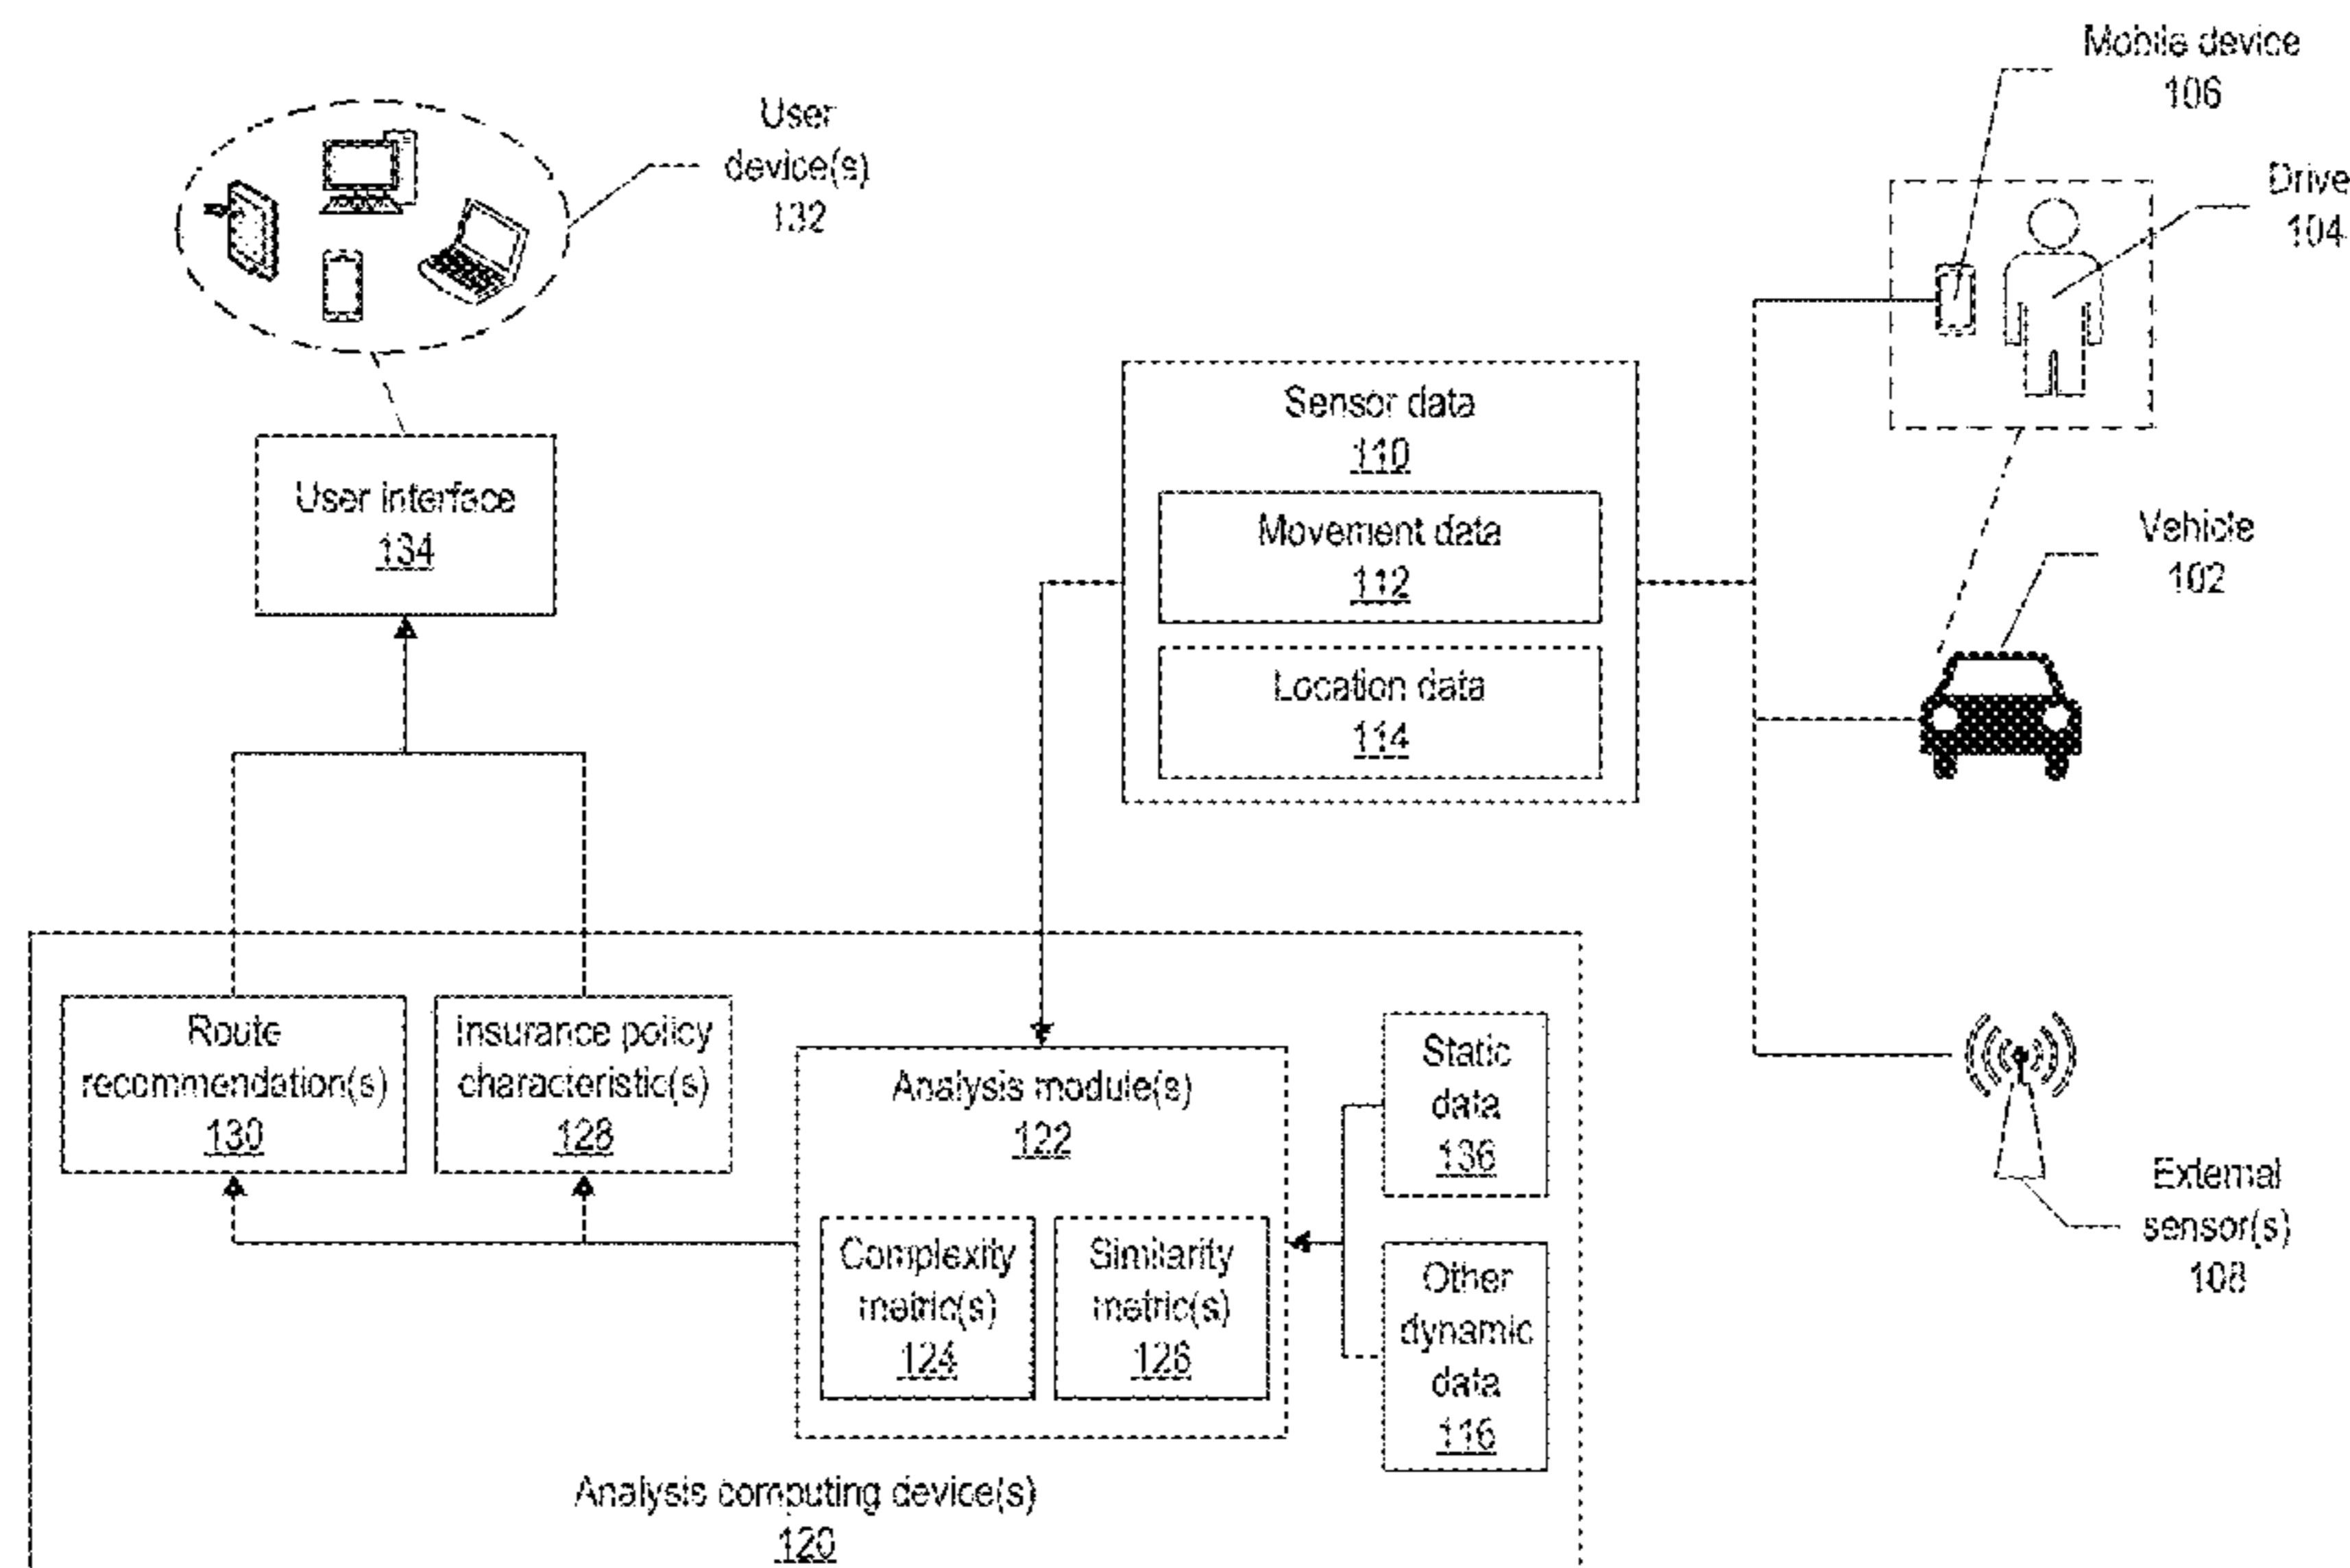 Mobile device
106
User
device(s)
132
Drive
104
Sensor data
110
User interface
134
Movement data
112
Vehicle
102
Location data
114
Route
recommendation(s)
130
Insurance policy
characteristic(s)
128
Analysis module(s)
122
Static
data
136
Complexity
metric(s)
124
Similarity
metric(s)
126
Other
dynamic
data
116
External
sensor(s)
108
Analysis computing device(s)
120